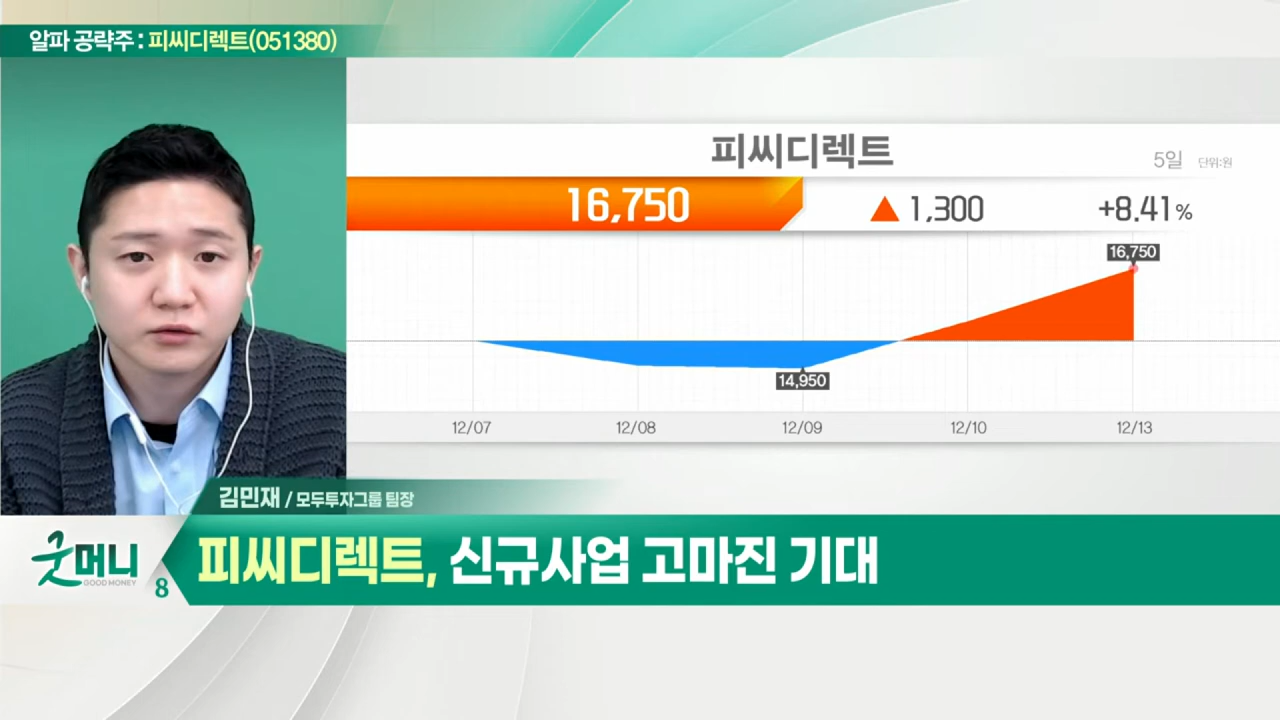 알파 공략주 : 피씨디렉트(051380)
피씨디렉트
5일 단위:원
16,750 ▲ 1,300 +8.41%
16,750
14,950
12/07 12/08 12/09 12/10 12/13
김민재 / 모두투자그룹 팀장
굿머니
GOOD MONEY
8
피씨디렉트, 신규사업 고마진 기대